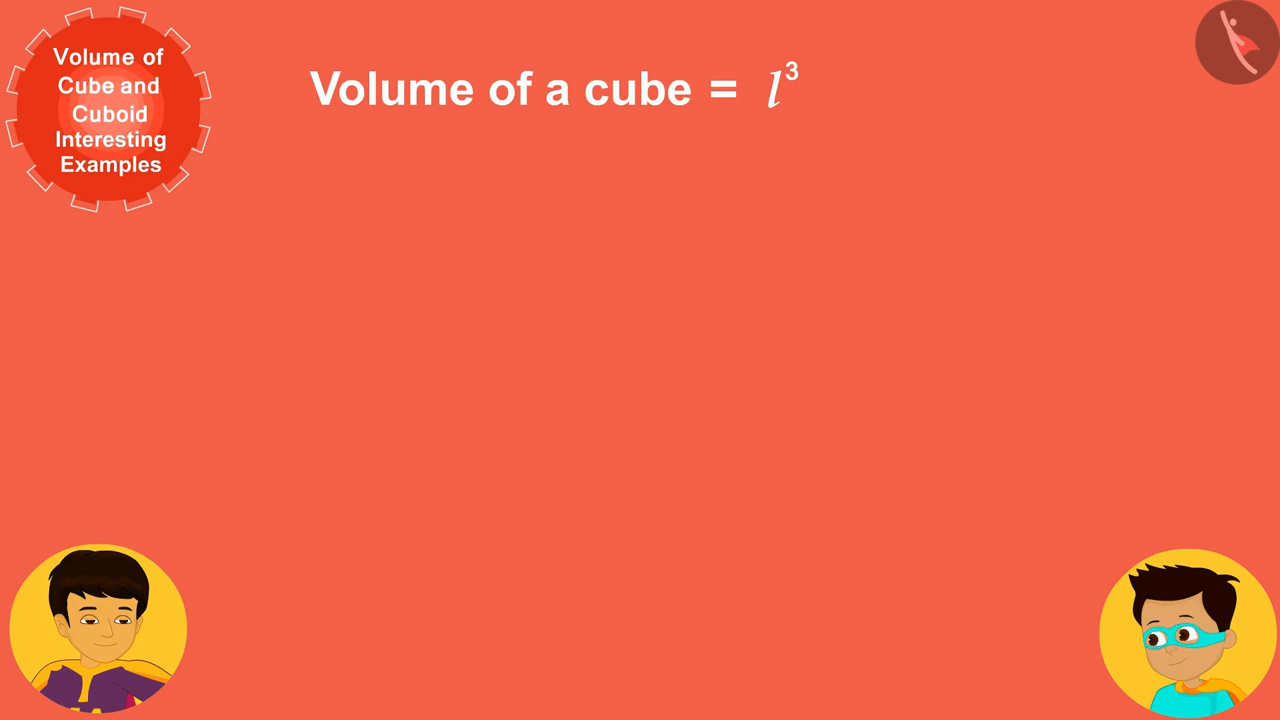 Volume of
Cube and
Cuboid
Interesting
Examples
Volume of a cube = l³